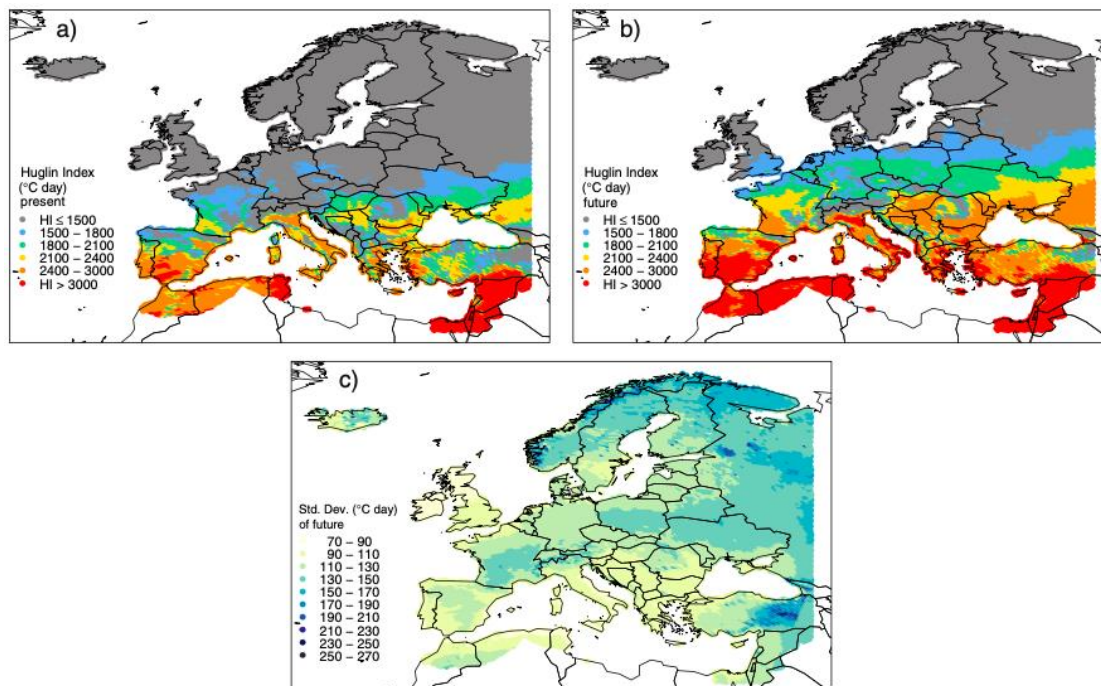 a)
Huglin Index
(°C day)
present
HI ≤ 1500
1500 – 1800
1800 – 2100
2100 – 2400
2400 – 3000
HI > 3000
b)
Huglin Index
(°C day)
future
HI ≤ 1500
1500 – 1800
1800 – 2100
2100 – 2400
2400 – 3000
HI > 3000
c)
Std. Dev. (°C day)
of future
70 – 90
90 – 110
110 – 130
130 – 150
150 – 170
170 – 190
190 – 210
210 – 230
230 – 250
250 – 270